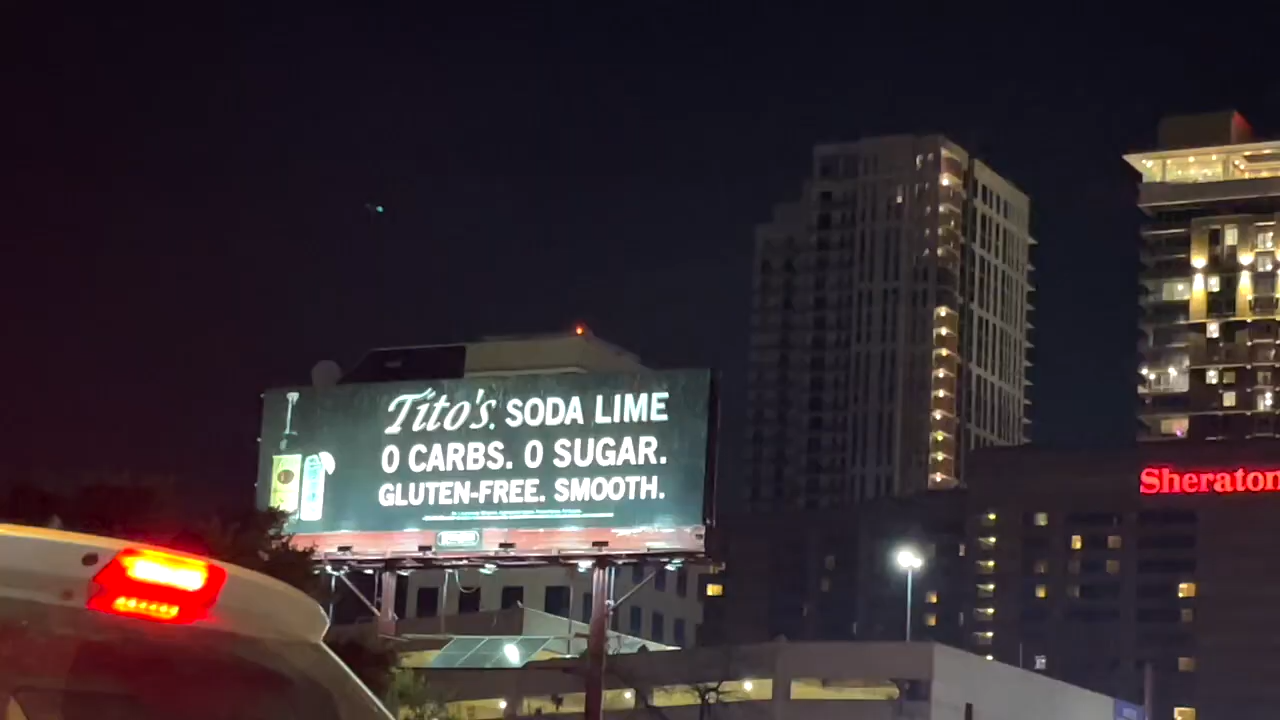 Tito's. SODA LIME
0 CARBS. 0 SUGAR.
GLUTEN-FREE. SMOOTH.
Sheraton